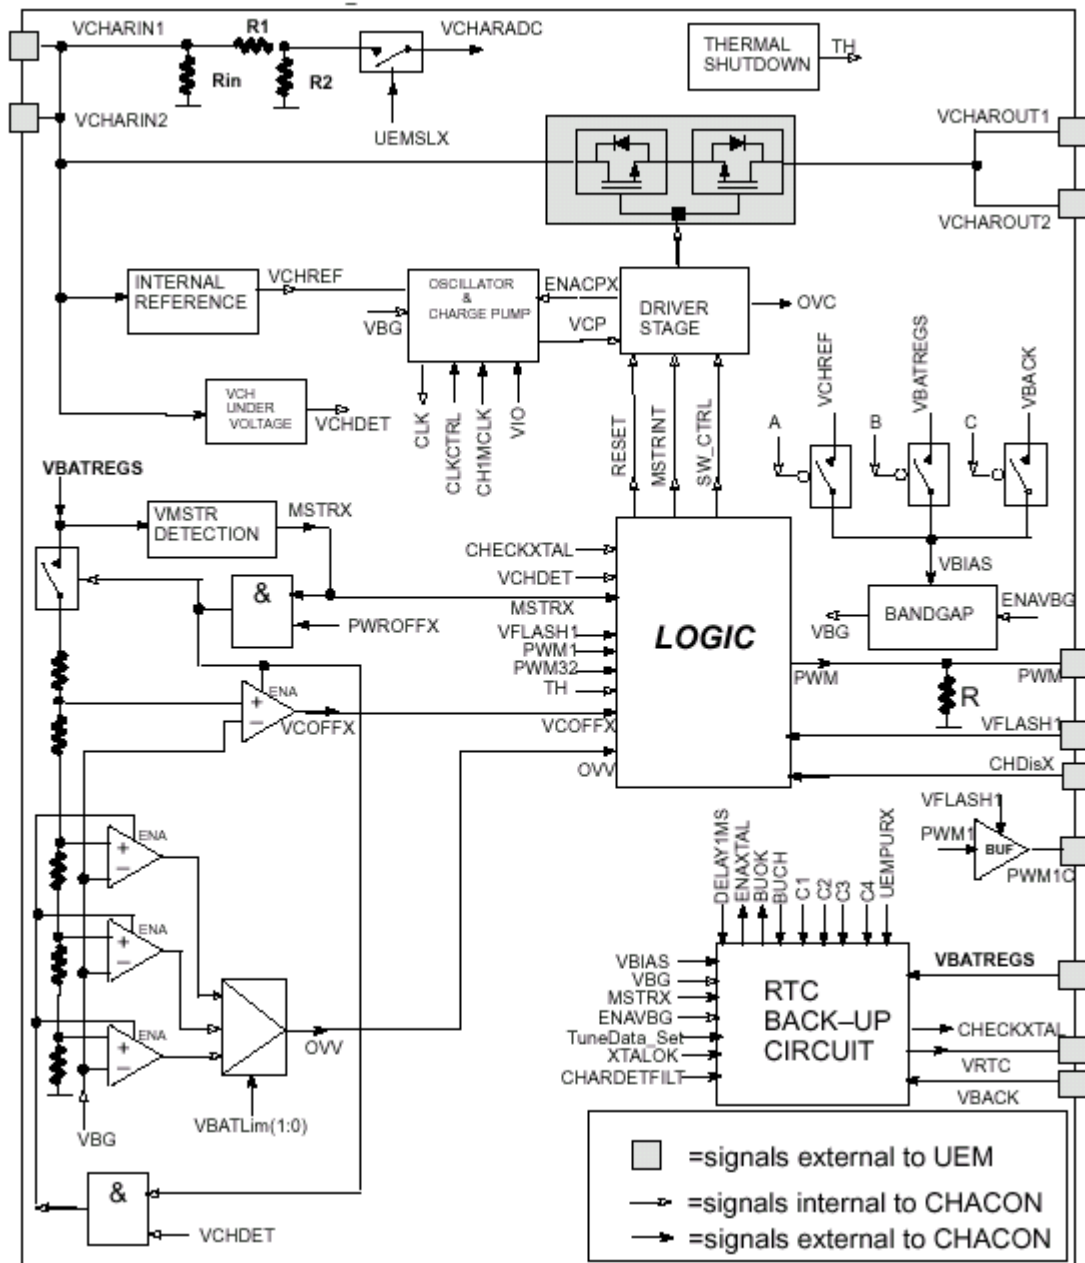 VCHARIN1
R1
VCHARADC
Rin
R2
UEMSLX
VCHARIN2
THERMAL
SHUTDOWN
TH
VCHAROUT1
VCHAROUT2
INTERNAL
REFERENCE
VCHREF
OSCILLATOR
&
CHARGE PUMP
VBG
ENACPX
VCP
DRIVER
STAGE
OVC
VCH
UNDER
VOLTAGE
VCHDET
CLK
CLKCTRL
CH1MCLK
VIO
RESET
MSTRINT
SW_CTRL
A
VCHREF
B
VBATREGS
C
VBACK
VBATREGS
VMSTR
DETECTION
MSTRX
&
PWROFFX
CHECKXTAL
VCHDET
MSTRX
VFLASH1
PWM1
PWM32
TH
VCOFFX
OVV
LOGIC
VBIAS
BANDGAP
ENAVBG
VBG
PWM
PWM
R
VFLASH1
CHDisX
+
−
ENA
VCOFFX
+
−
ENA
+
−
ENA
+
−
ENA
OVV
VBATLim(1:0)
VBG
&
VCHDET
VFLASH1
PWM1
BUF
PWM1C
DELAY1MS
ENAXTAL
BUOK
BUCH
C1
C2
C3
C4
UEMPURX
VBIAS
VBG
MSTRX
ENAVBG
TuneData_Set
XTALOK
CHARDETFILT
RTC
BACK–UP
CIRCUIT
VBATREGS
CHECKXTAL
VRTC
VBACK
=signals external to UEM
=signals internal to CHACON
=signals external to CHACON